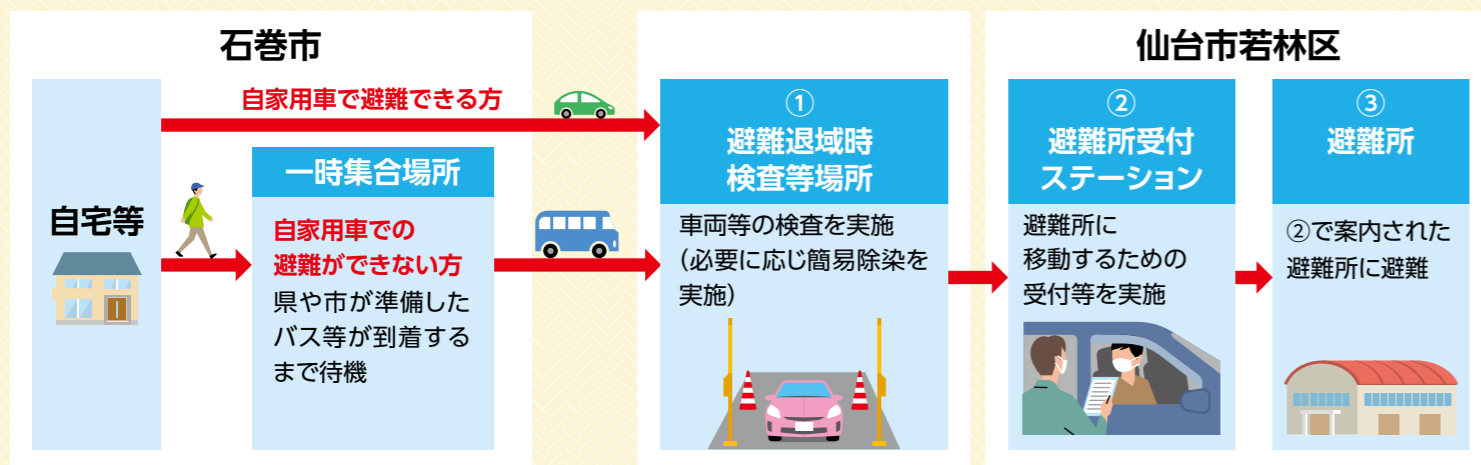 石巻市
自宅等
自家用車で避難できる方
一時集合場所
自家用車での
避難ができない方
県や市が準備した
バス等が到着する
まで待機
①
避難退域時
検査等場所
車両等の検査を実施
（必要に応じ簡易除染を
実施）
仙台市若林区
②
避難所受付
ステーション
避難所に
移動するための
受付等を実施
③
避難所
②で案内された
避難所に避難